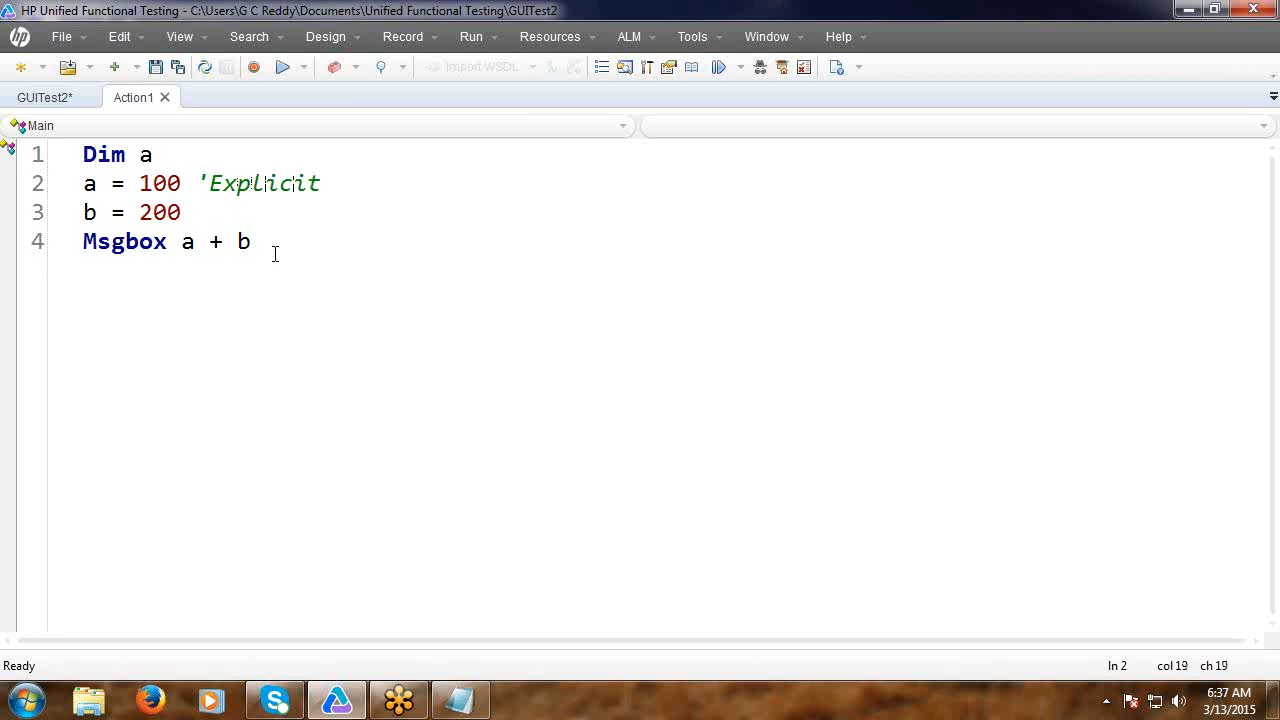 HP Unified Functional Testing - C:\Users\G C Reddy\Documents\Unified Functional Testing\GUITest2
hp File Edit View Search Design Record Run Resources ALM Tools Window Help
Import WSDL
GUITest2* Action1
Main
1 Dim a
2 a = 100 'Explicit
3 b = 200
4 Msgbox a + b
Ready ln 2 col 19 ch 19
6:37 AM
3/13/2015